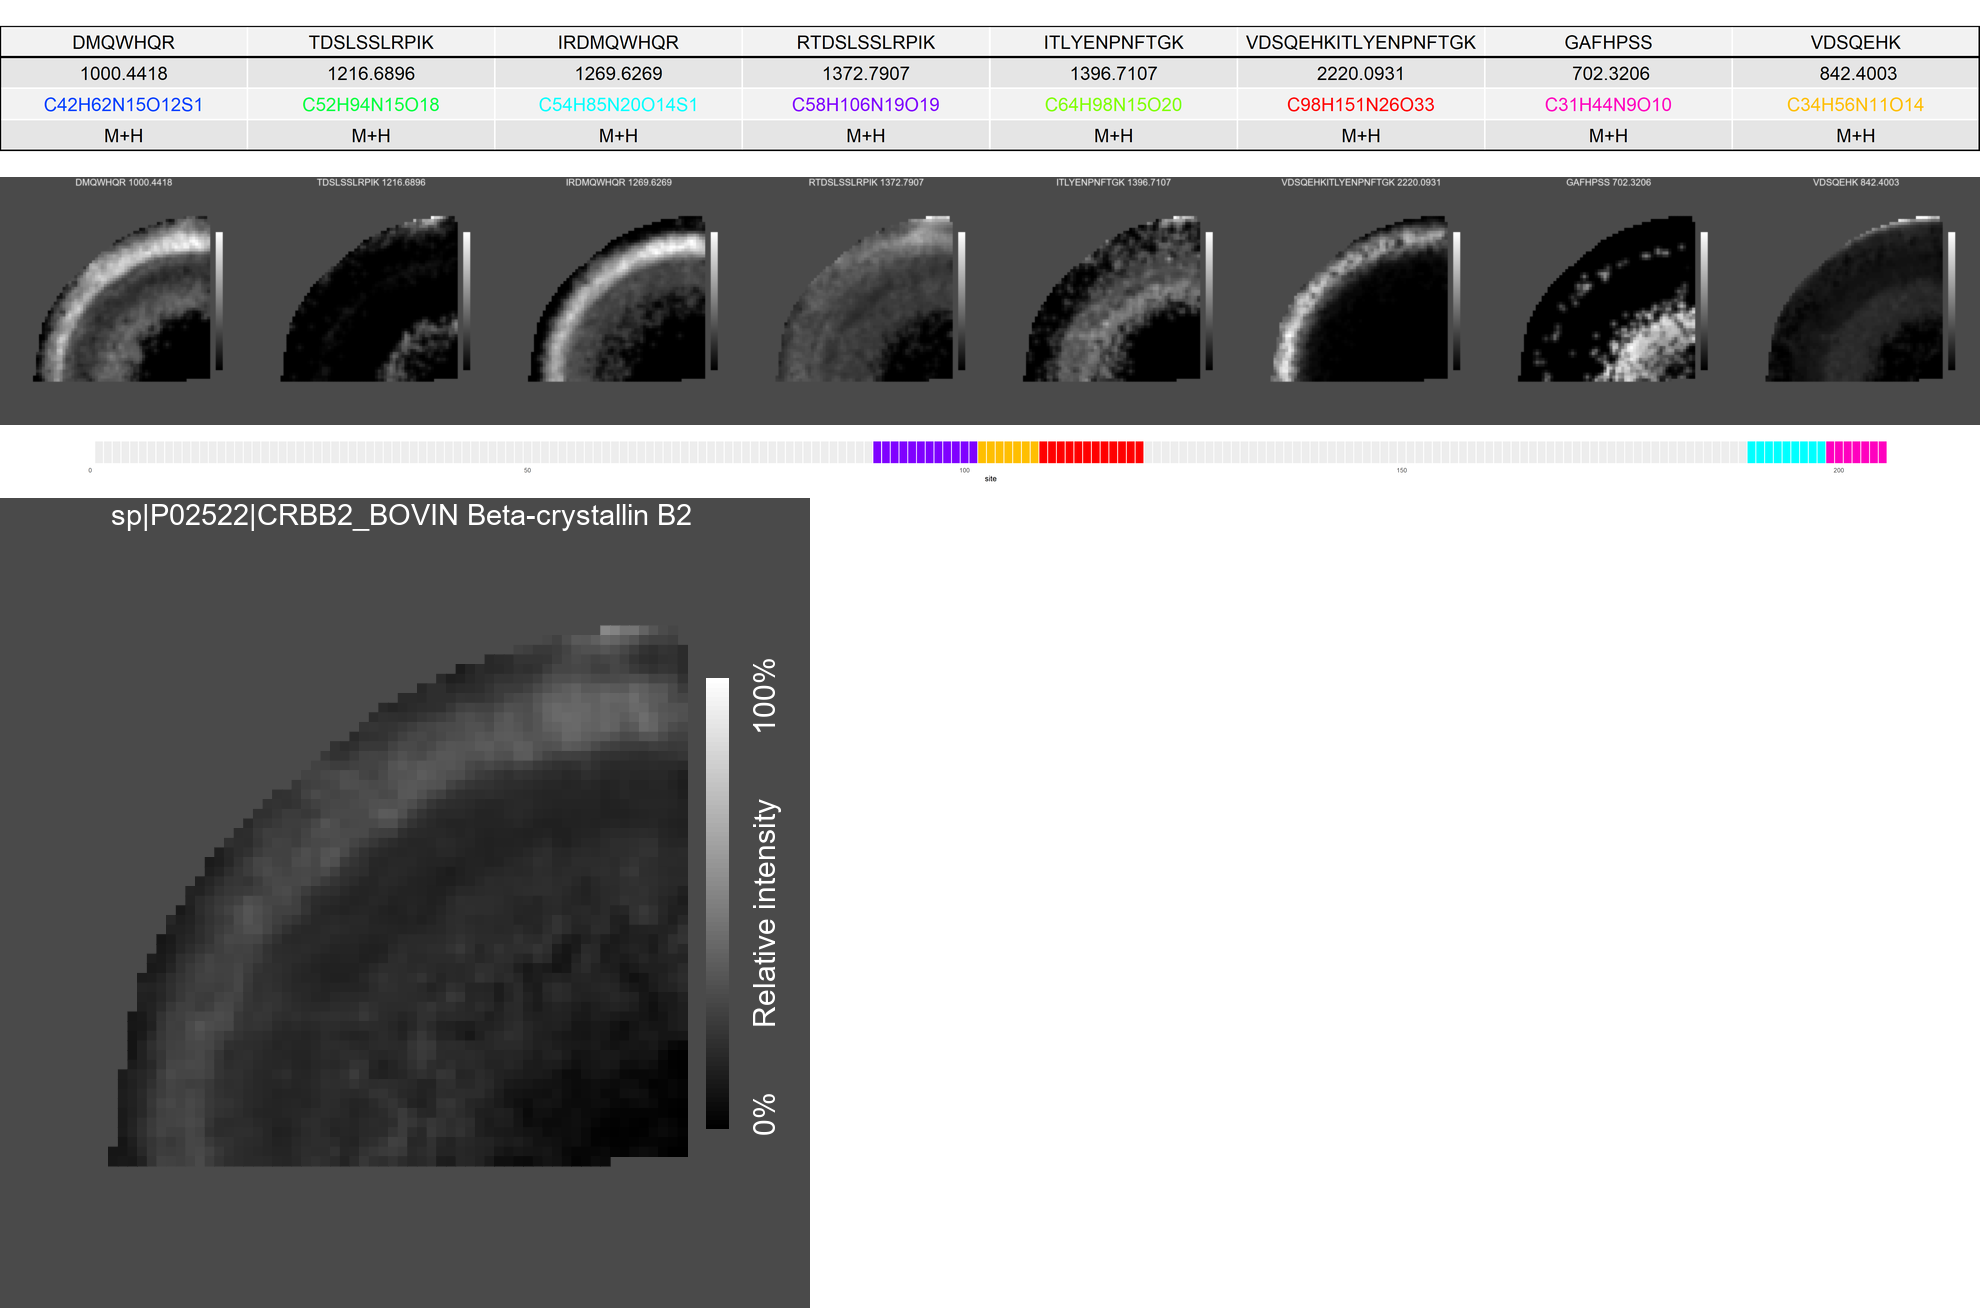 DMQWHQR TDSLSSLRPIK IRDMQWHQR RTDSLSSLRPIK ITLYENPNFTGK VDSQEHKITLYENPNFTGK GAFHPSS VDSQEHK
1000.4418 1216.6896 1269.6269 1372.7907 1396.7107 2220.0931 702.3206 842.4003
C42H62N15O12S1 C52H94N15O18 C54H85N20O14S1 C58H106N19O19 C64H98N15O20 C98H151N26O33 C31H44N9O10 C34H56N11O14
M+H M+H M+H M+H M+H M+H M+H M+H
DMQWHQR 1000.4418 TDSLSSLRPIK 1216.6896 IRDMQWHQR 1269.6269 RTDSLSSLRPIK 1372.7907 ITLYENPNFTGK 1396.7107 VDSQEHKITLYENPNFTGK 2220.0931 GAFHPSS 702.3206 VDSQEHK 842.4003
0 50 100 150 200
site
sp|P02522|CRBB2_BOVIN Beta-crystallin B2
0% Relative intensity 100%